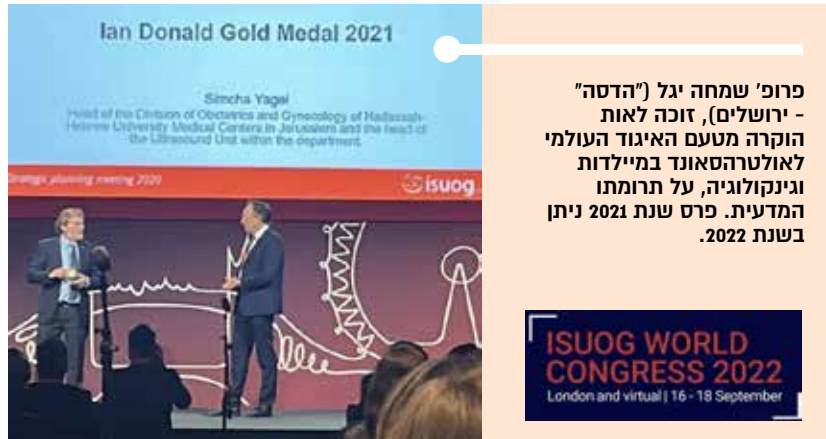 Ian Donald Gold Medal 2021
Simcha Yagel
Head of the Division of Obstetrics and Gynecology of Hadassah-
Hebrew University Medical Centers in Jerusalem and the head of
the Ultrasound Unit within the department
Strategic planning meeting 2020
isuog
פרופ' שמחה יגל ("הדסה"
- ירושלים), זוכה לאות
הוקרה מטעם האיגוד העולמי
לאולטרהסאונד במיילדות
וגינקולוגיה, על תרומתו
המדעית. פרס שנת 2021 ניתן
בשנת 2022.
ISUOG WORLD
CONGRESS 2022
London and virtual | 16 - 18 September